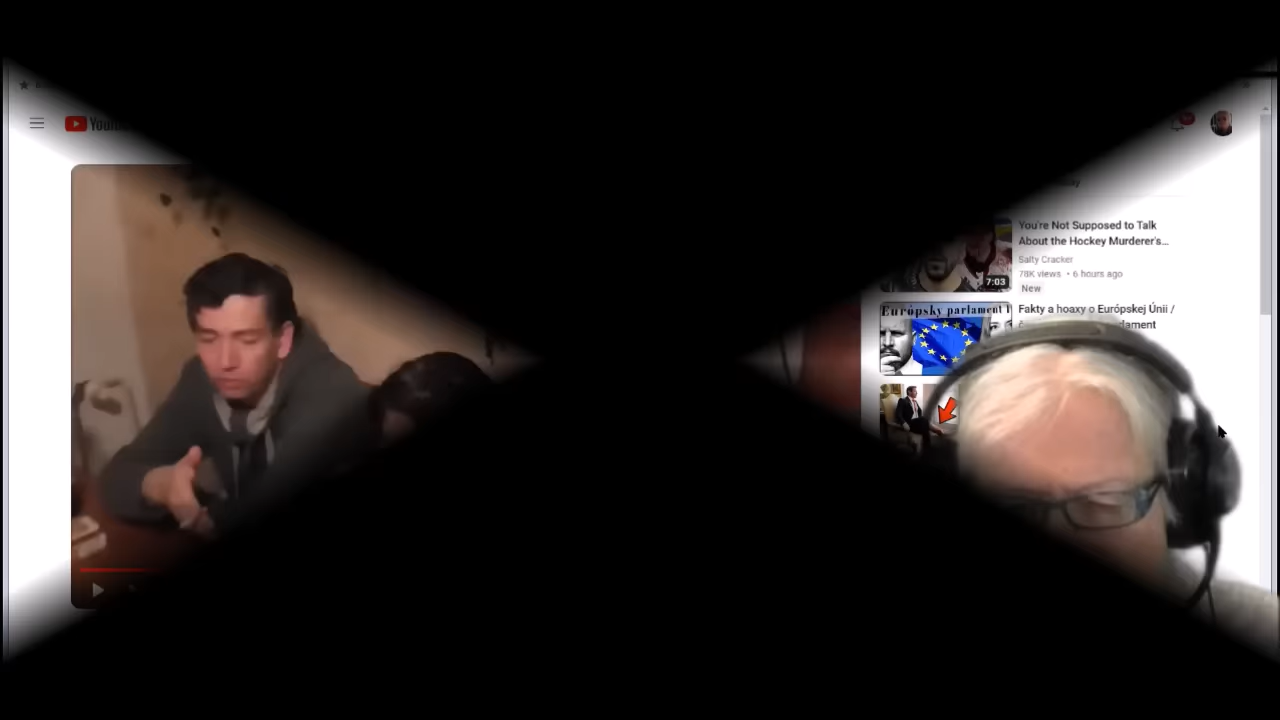 You're Not Supposed to Talk
About the Hockey Murderer's...
Salty Cracker
78K views • 6 hours ago
New
7:03
Európsky parlament
Fakty a hoaxy o Európskej Únii /